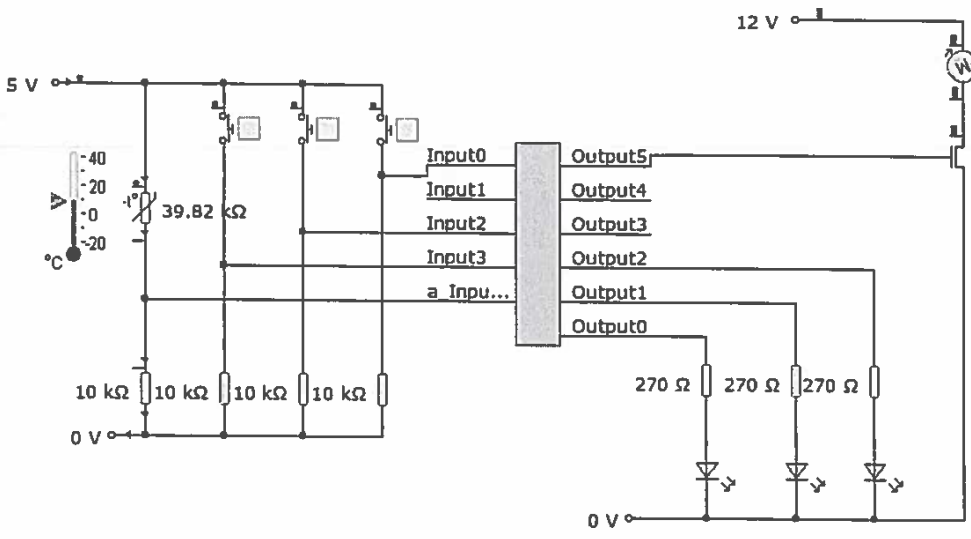 12 V
M
5 V
40
20
0
-20
°C
-t°
39.82 kΩ
Input0
Input1
Input2
Input3
a_Inpu...
Output5
Output4
Output3
Output2
Output1
Output0
10 kΩ 10 kΩ 10 kΩ 10 kΩ
270 Ω 270 Ω 270 Ω
0 V
0 V